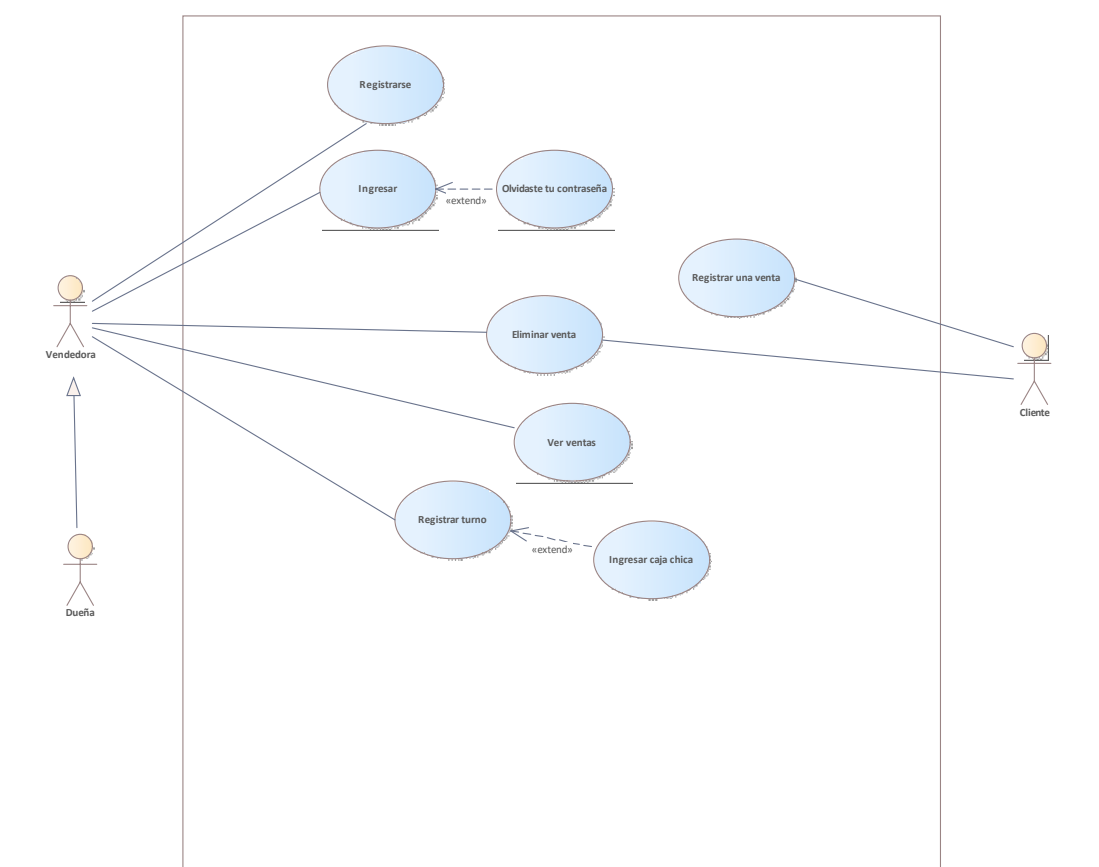 Registrarse
Ingresar
Olvidaste tu contraseña
«extend»
Registrar una venta
Eliminar venta
Vendedora
Cliente
Ver ventas
Registrar turno
«extend»
Ingresar caja chica
Dueña